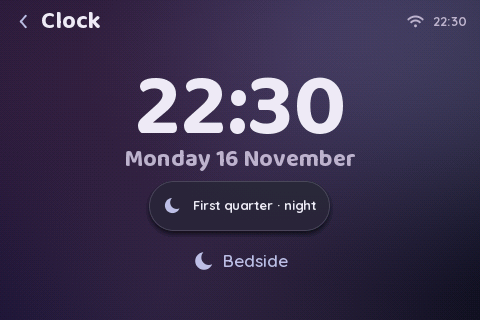 Clock
22:30
22:30
Monday 16 November
First quarter · night
Bedside